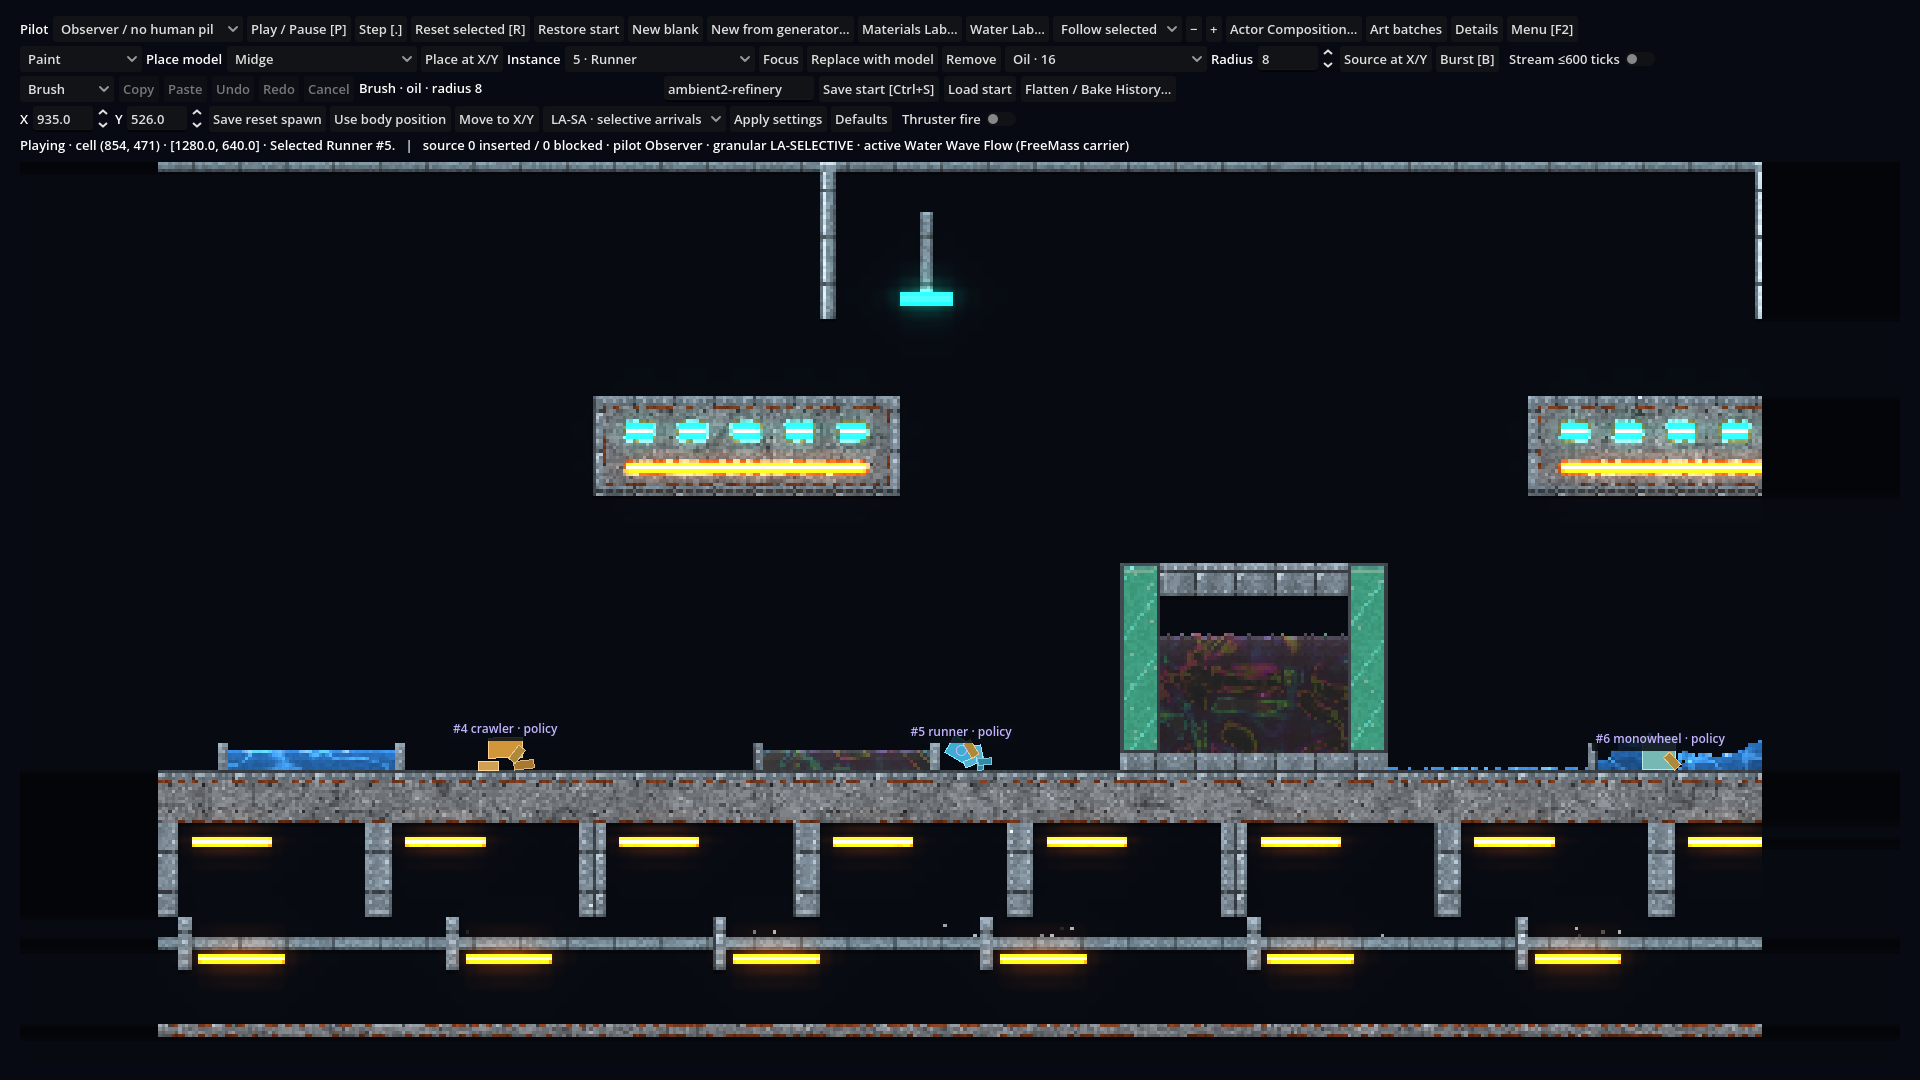 Pilot Observer / no human pil Play / Pause [P] Step [.] Reset selected [R] Restore start New blank New from generator... Materials Lab... Water Lab... Follow selected − + Actor Composition... Art batches Details Menu [F2]
Paint Place model Midge Place at X/Y Instance 5 · Runner Focus Replace with model Remove Oil · 16 Radius 8 Source at X/Y Burst [B] Stream ≤600 ticks
Brush Copy Paste Undo Redo Cancel Brush · oil · radius 8 ambient2-refinery Save start [Ctrl+S] Load start Flatten / Bake History...
X 935.0 Y 526.0 Save reset spawn Use body position Move to X/Y LA-SA · selective arrivals Apply settings Defaults Thruster fire
Playing · cell (854, 471) · [1280.0, 640.0] · Selected Runner #5. | source 0 inserted / 0 blocked · pilot Observer · granular LA-SELECTIVE · active Water Wave Flow (FreeMass carrier)
#4 crawler · policy
#5 runner · policy
#6 monowheel · policy